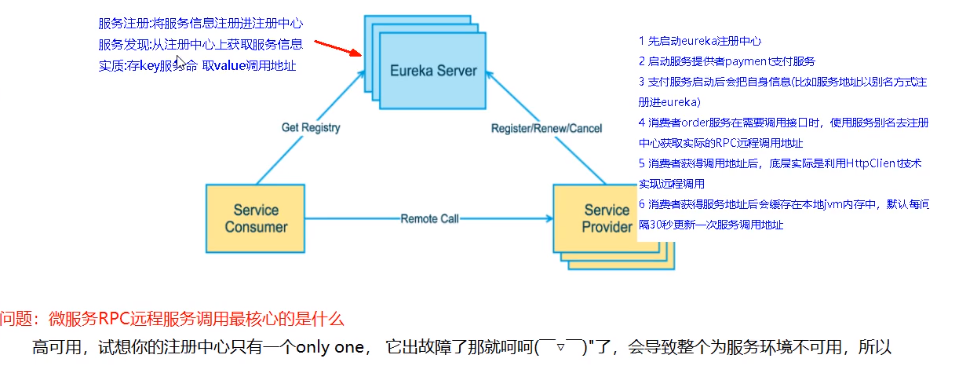 服务注册:将服务信息注册进注册中心
服务发现:从注册中心上获取服务信息
实质:存key服务命 取value调用地址
Eureka Server
1 先启动eureka注册中心
2 启动服务提供者payment支付服务
3 支付服务启动后会把自身信息(比如服务地址以别名方式注
册进eureka)
4 消费者order服务在需要调用接口时，使用服务别名去注册
中心获取实际的RPC远程调用地址
5 消费者获得调用地址后，底层实际是利用HttpClient技术
实现远程调用
6 消费者获得服务地址后会缓存在本地jvm内存中，默认每间
隔30秒更新一次服务调用地址
Get Registry
Register/Renew/Cancel
Service
Consumer
Remote Call
Service
Provider
问题：微服务RPC远程服务调用最核心的是什么
高可用，试想你的注册中心只有一个only one， 它出故障了那就呵呵(￣▽￣)"了，会导致整个为服务环境不可用，所以